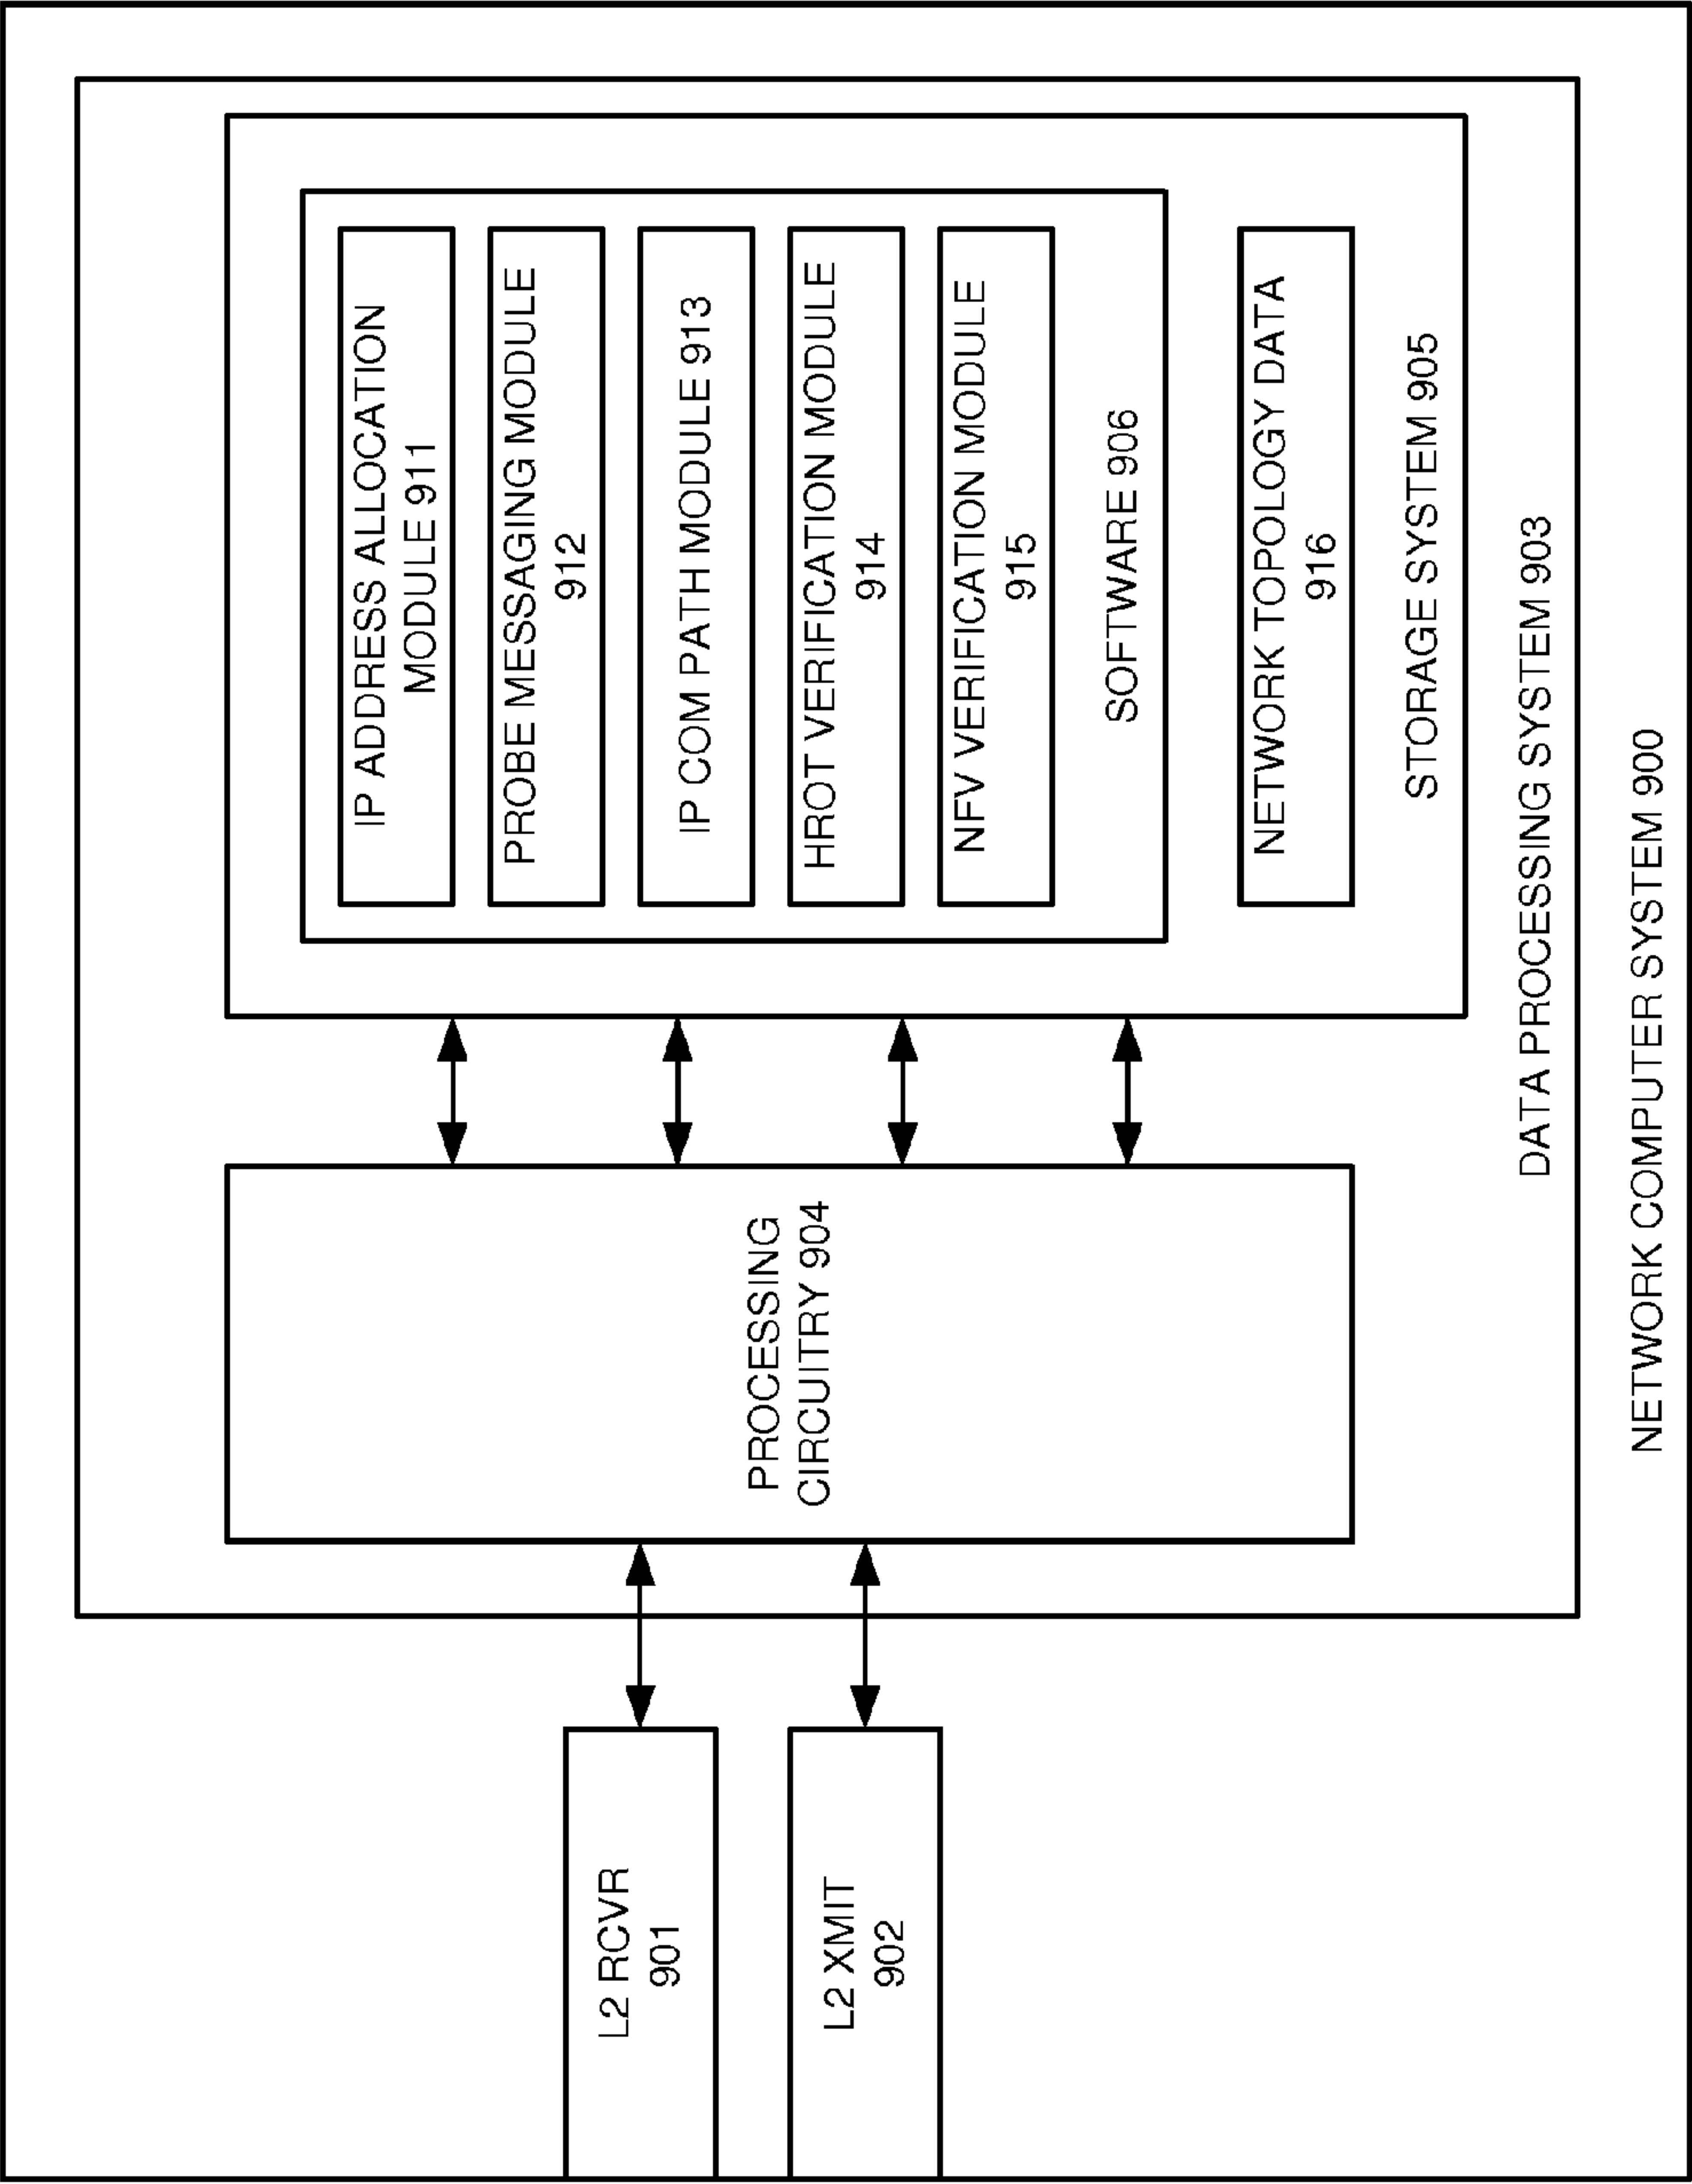 L2 RCVR
901
L2 XMIT
902
PROCESSING
CIRCUITRY 904
IP ADDRESS ALLOCATION
MODULE 911
PROBE MESSAGING MODULE
912
IP COM PATH MODULE 913
HROT VERIFICATION MODULE
914
NFV VERIFICATION MODULE
915
SOFTWARE 906
NETWORK TOPOLOGY DATA
916
STORAGE SYSTEM 905
DATA PROCESSING SYSTEM 903
NETWORK COMPUTER SYSTEM 900